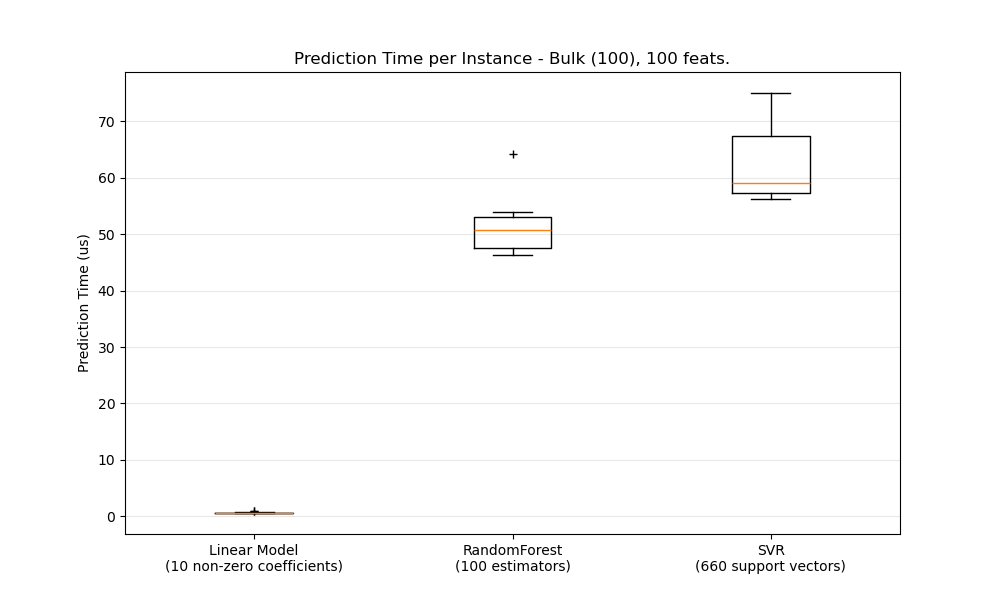 Prediction Time per Instance - Bulk (100), 100 feats.
Prediction Time (us)
70
60
50
40
30
20
10
0
Linear Model
(10 non-zero coefficients)
RandomForest
(100 estimators)
SVR
(660 support vectors)